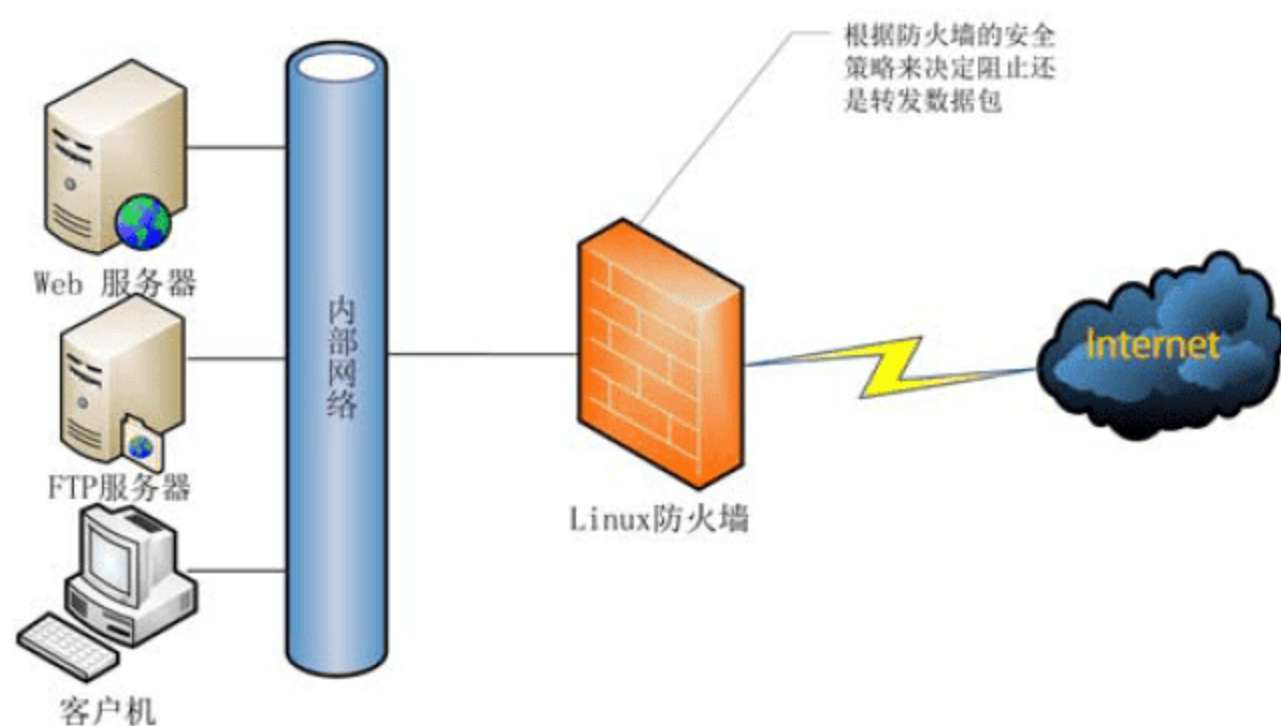 根据防火墙的安全
策略来决定阻止还
是转发数据包
Web 服务器
内部网络
Internet
FTP服务器
Linux防火墙
客户机